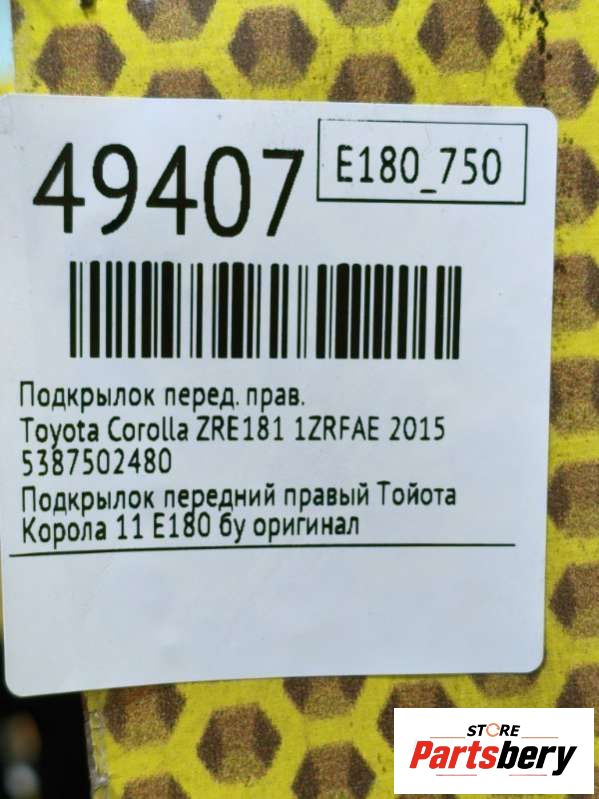 49407
E180_750
Подкрылок перед. прав.
Toyota Corolla ZRE181 1ZRFAE 2015
5387502480
Подкрылок передний правый Тойота
Корола 11 Е180 бу оригинал
STORE
Partsbery